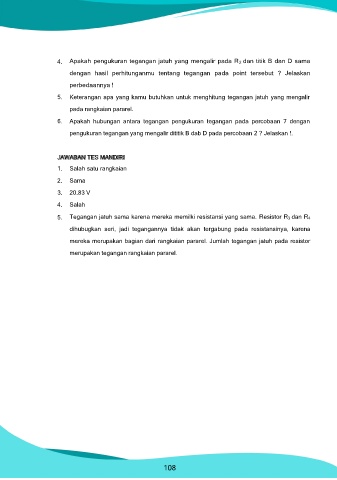 4. Apakah pengukuran tegangan jatuh yang mengalir pada R₃ dan titik B dan D sama
dengan hasil perhitunganmu tentang tegangan pada point tersebut ? Jelaskan
perbedaannya !
5. Keterangan apa yang kamu butuhkan untuk menghitung tegangan jatuh yang mengalir
pada rangkaian pararel.
6. Apakah hubungan antara tegangan pengukuran tegangan pada percobaan 7 dengan
pengukuran tegangan yang mengalir dititik B dab D pada percobaan 2 ? Jelaskan !.
JAWABAN TES MANDIRI
1. Salah satu rangkaian
2. Sama
3. 20,83 V
4. Salah
5. Tegangan jatuh sama karena mereka memilki resistansi yang sama. Resistor R₃ dan R₄
dihubugkan seri, jadi tegangannya tidak akan tergabung pada resistansinya, karena
mereka merupakan bagian dari rangkaian pararel. Jumlah tegangan jatuh pada resistor
merupakan tegangan rangkaian pararel.
108